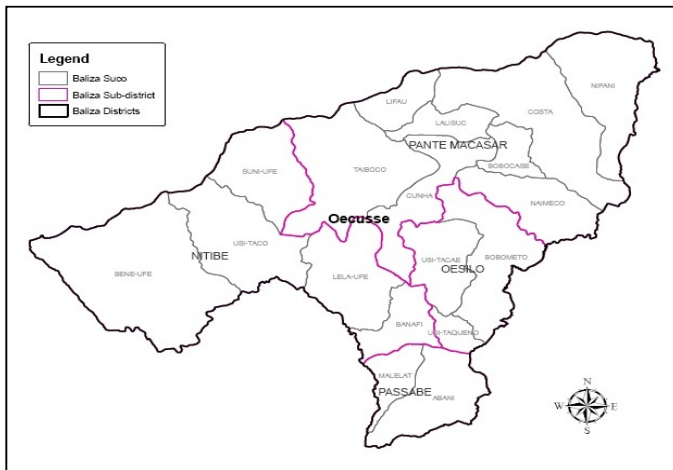 Legend
Baliza Suco
Baliza Sub-district
Baliza Districts
NIPANI
LIFAU
COSTA
LALISUC
PANTE MACASAR
BOBOCASE
SUNI-UFE
TAIBOCO
CUNHA
NAIMECO
Oecusse
USI-TACO
NITIBE
USI-TACAE
BOBOMETO
OESILO
BENE-UFE
LELA-UFE
BANAFI
USI-TAQUENO
MALELAT
PASSABE
ABANI
N
W
E
S